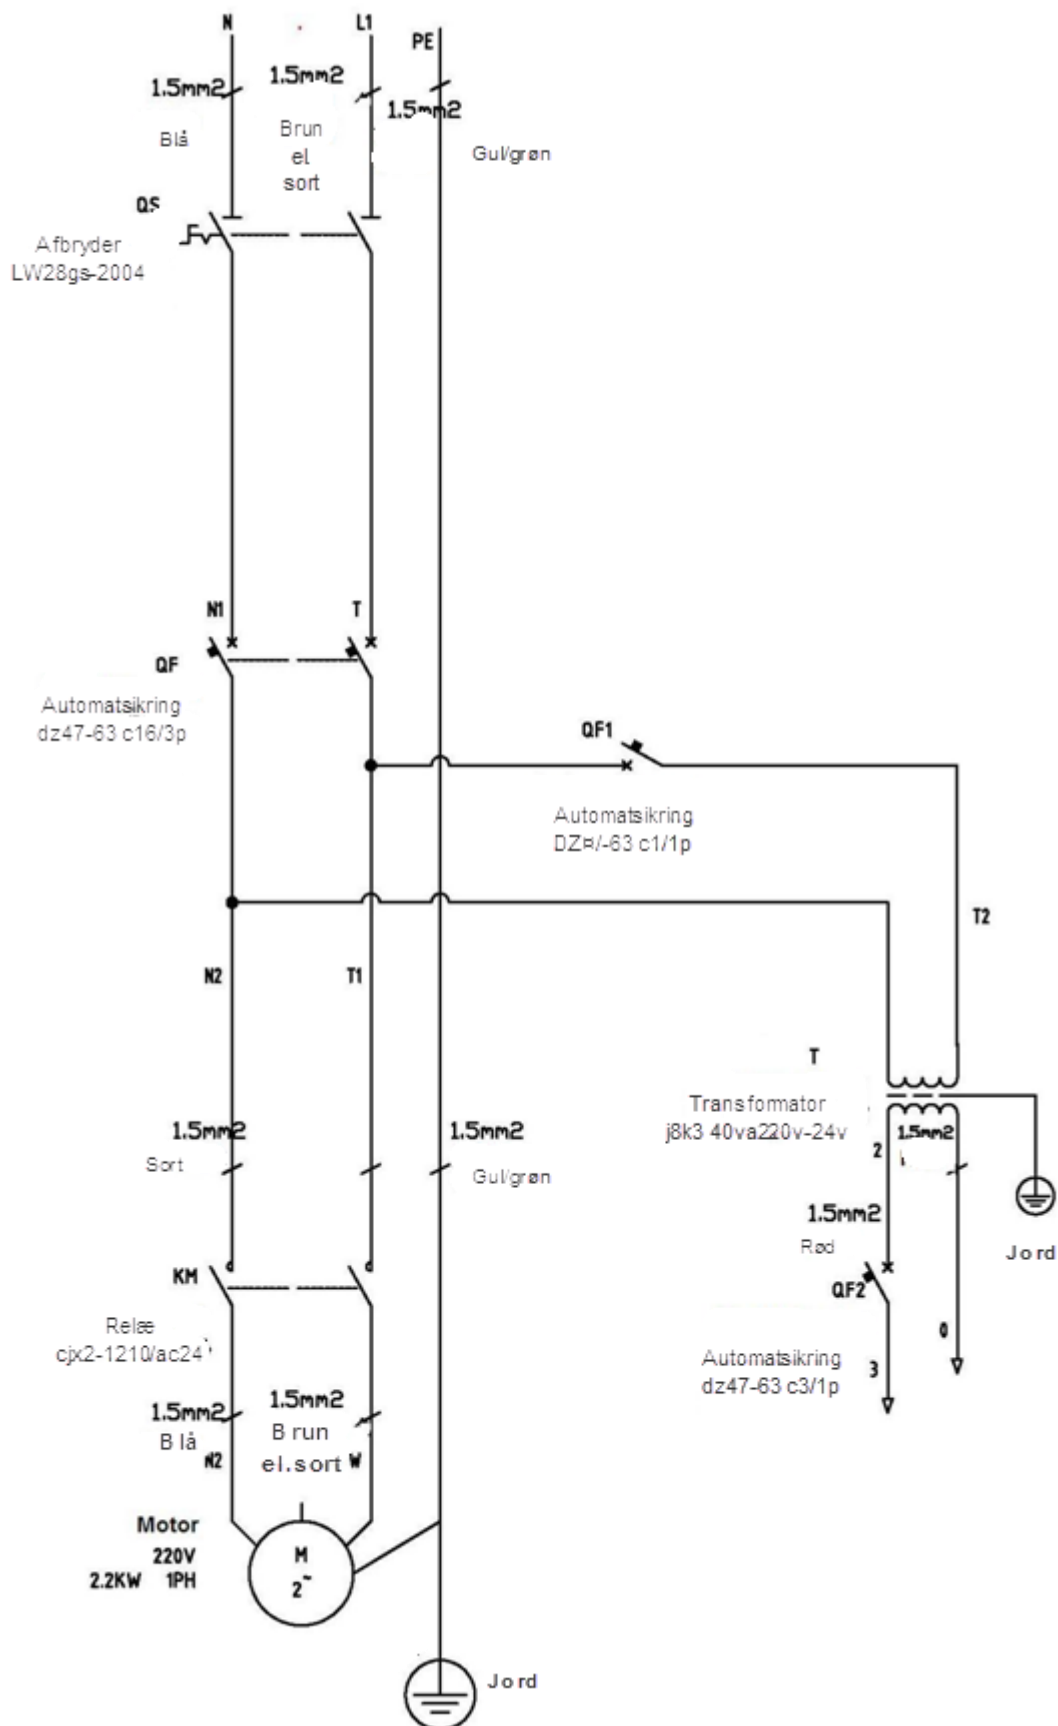 N
L1
PE
1.5mm2
1.5mm2
1.5mm2
Blå
Brun
el
sort
Gul/grøn
QS
Afbryder
LW28gs-2004
N1
T
QF
Automatsikring
dz47-63 c16/3p
QF1
Automatsikring
DZ¤/-63 c1/1p
T2
N2
T1
T
Transformator
j8k3 40va220v-24v
1.5mm2
1.5mm2
1.5mm2
Sort
Gul/grøn
2
1.5mm2
Rød
Jord
KM
QF2
Relæ
cjx2-1210/ac24
0
Automatsikring
dz47-63 c3/1p
3
1.5mm2
1.5mm2
Blå
Brun
el.sort
N2
W
Motor
220V
2.2KW 1PH
M
2~
Jord